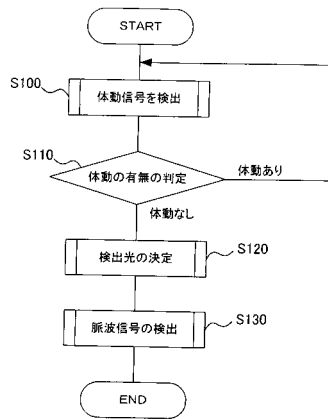 START
S100
体動信号を検出
S110
体動の有無の判定
体動あり
体動なし
検出光の決定
S120
脈波信号の検出
S130
END